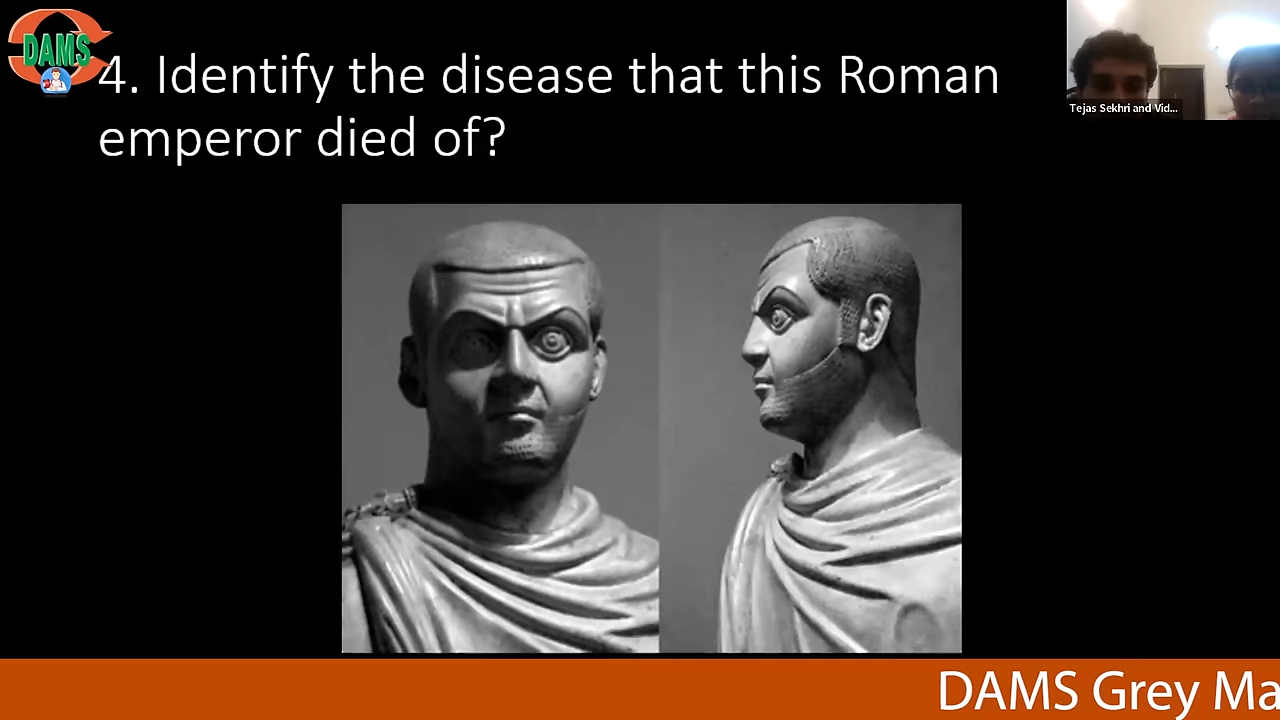 DAMS
4. Identify the disease that this Roman
emperor died of?
Tejas Sekhri and Vid...
DAMS Grey Ma